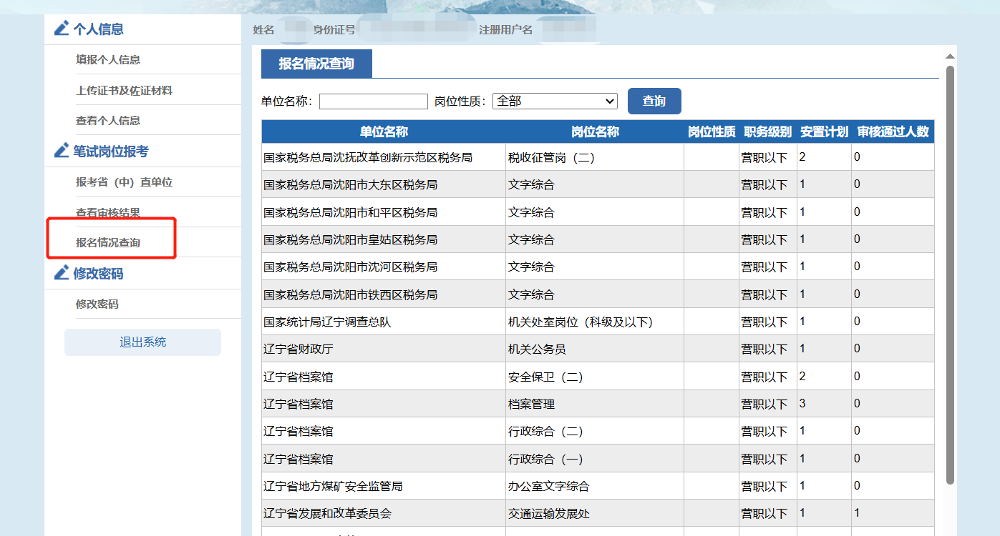 个人信息
填报个人信息
上传证书及佐证材料
查看个人信息
笔试岗位报考
报考省（中）直单位
查看审核结果
报名情况查询
修改密码
修改密码
退出系统
姓名 身份证号 注册用户名
报名情况查询
单位名称： 岗位性质： 全部 查询
单位名称 岗位名称 岗位性质 职务级别 安置计划 审核通过人数
国家税务总局沈抚改革创新示范区税务局 税收征管岗（二） 营职以下 2 0
国家税务总局沈阳市大东区税务局 文字综合 营职以下 1 0
国家税务总局沈阳市和平区税务局 文字综合 营职以下 1 0
国家税务总局沈阳市皇姑区税务局 文字综合 营职以下 1 0
国家税务总局沈阳市沈河区税务局 文字综合 营职以下 1 0
国家税务总局沈阳市铁西区税务局 文字综合 营职以下 1 0
国家统计局辽宁调查总队 机关处室岗位（科级及以下） 营职以下 1 0
辽宁省财政厅 机关公务员 营职以下 1 0
辽宁省档案馆 安全保卫（二） 营职以下 2 0
辽宁省档案馆 档案管理 营职以下 3 0
辽宁省档案馆 行政综合（二） 营职以下 1 0
辽宁省档案馆 行政综合（一） 营职以下 1 0
辽宁省地方煤矿安全监管局 办公室文字综合 营职以下 1 0
辽宁省发展和改革委员会 交通运输发展处 营职以下 1 1